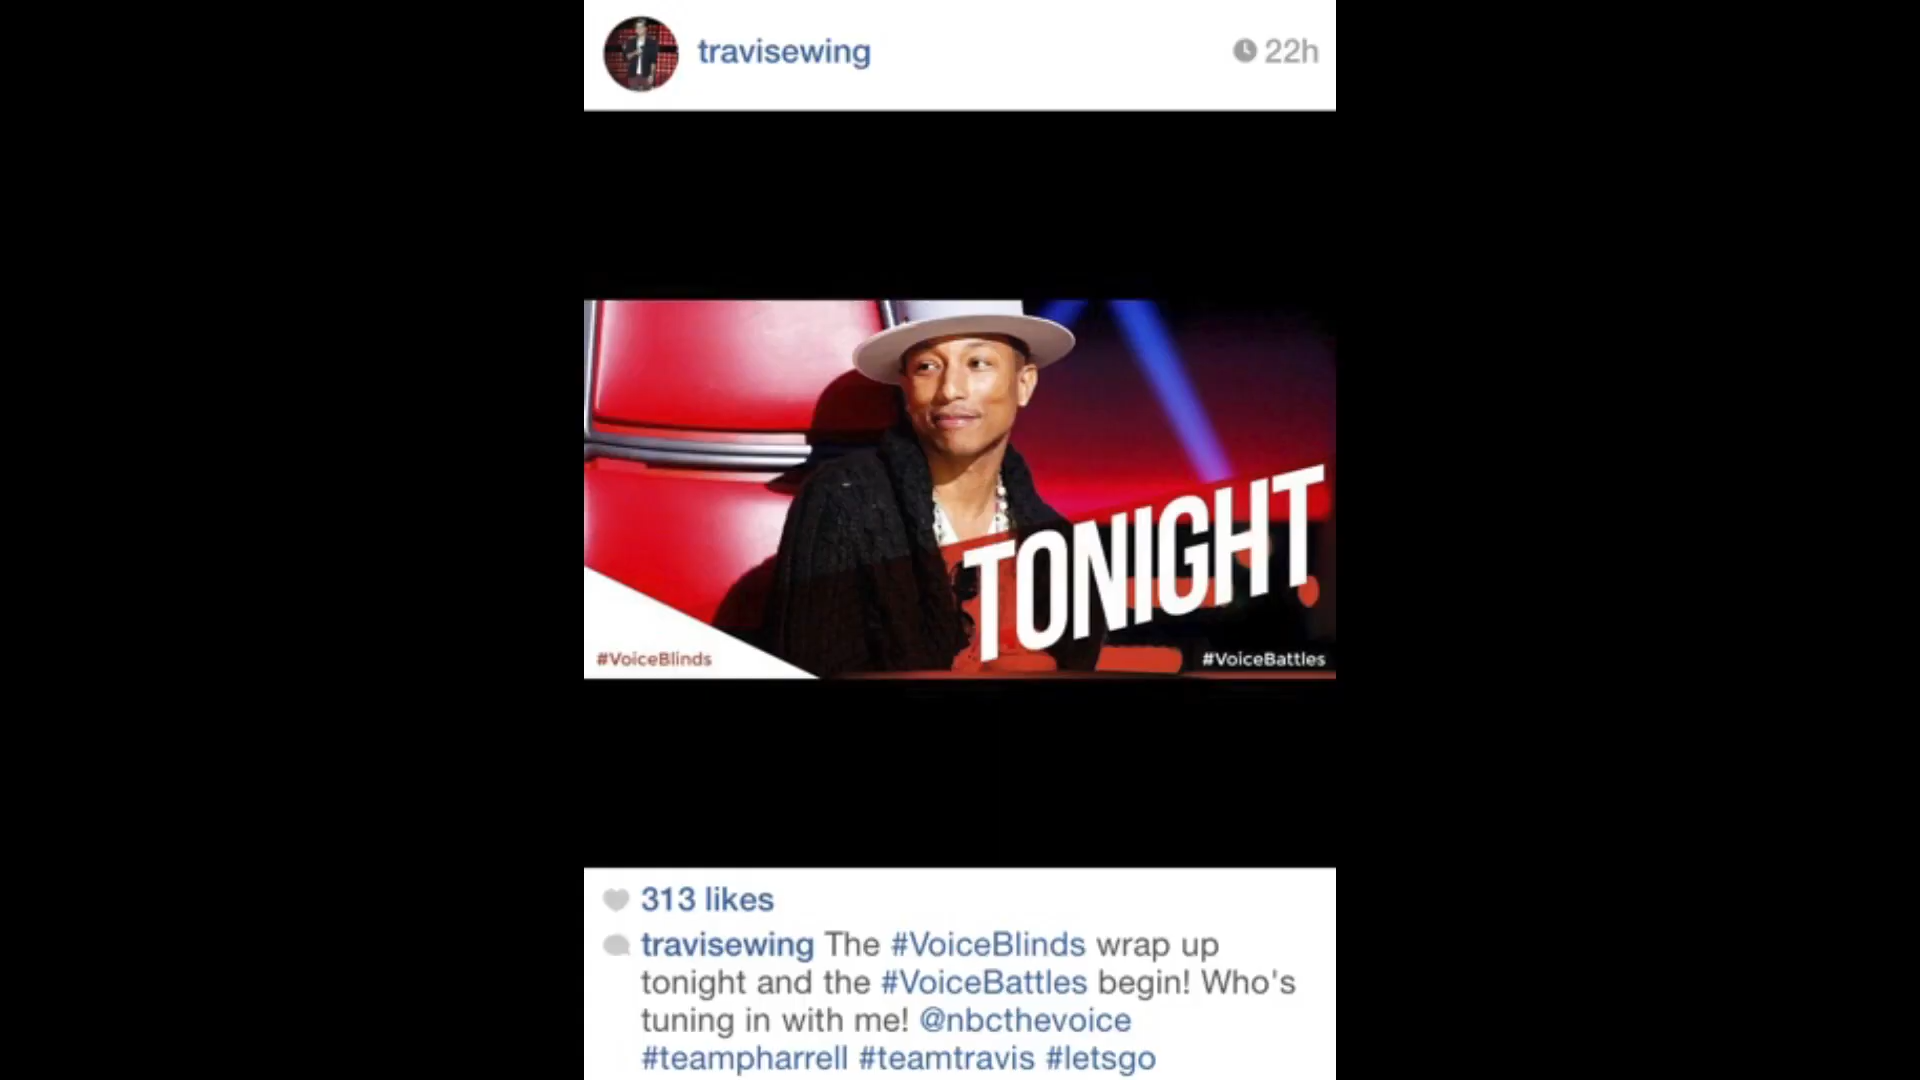 travisewing
22h
TONIGHT
#VoiceBlinds
#VoiceBattles
313 likes
travisewing The #VoiceBlinds wrap up
tonight and the #VoiceBattles begin! Who's
tuning in with me! @nbcthevoice
#teampharrell #teamtravis #letsgo